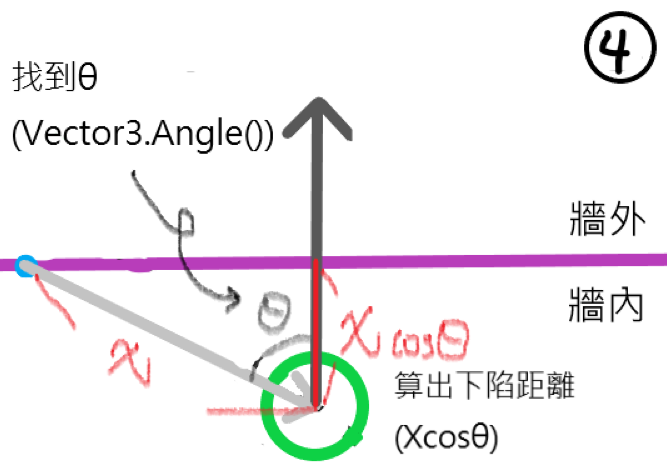 ④
找到θ
(Vector3.Angle())
牆外
牆內
θ
x
x cosθ
算出下陷距離
(Xcosθ)